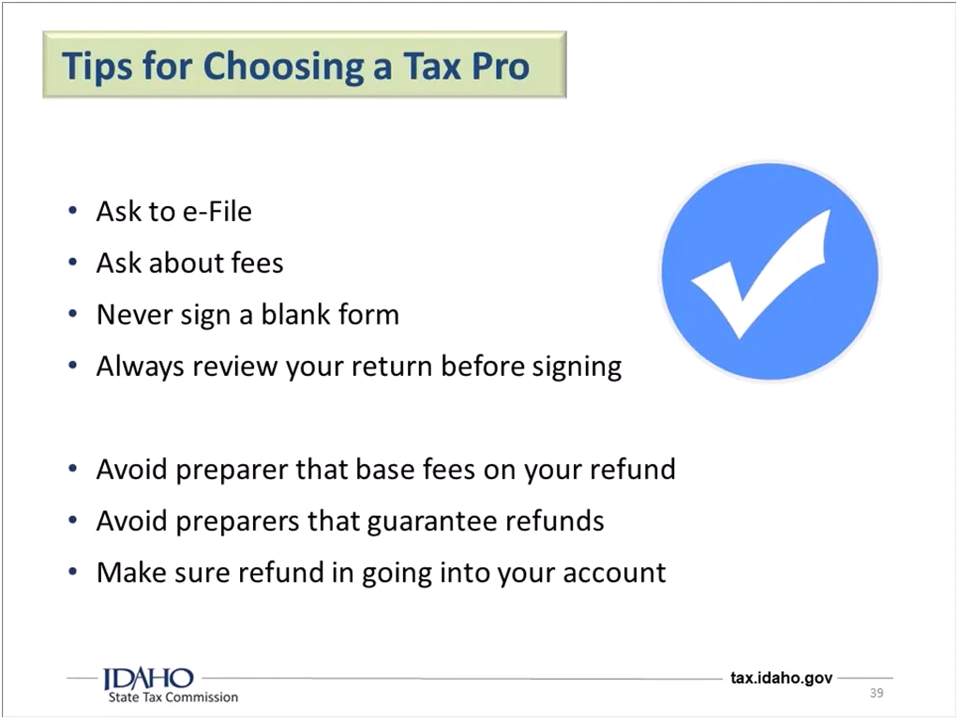 Tips for Choosing a Tax Pro
• Ask to e-File
• Ask about fees
• Never sign a blank form
• Always review your return before signing
• Avoid preparer that base fees on your refund
• Avoid preparers that guarantee refunds
• Make sure refund in going into your account
IDAHO
State Tax Commission
tax.idaho.gov
39